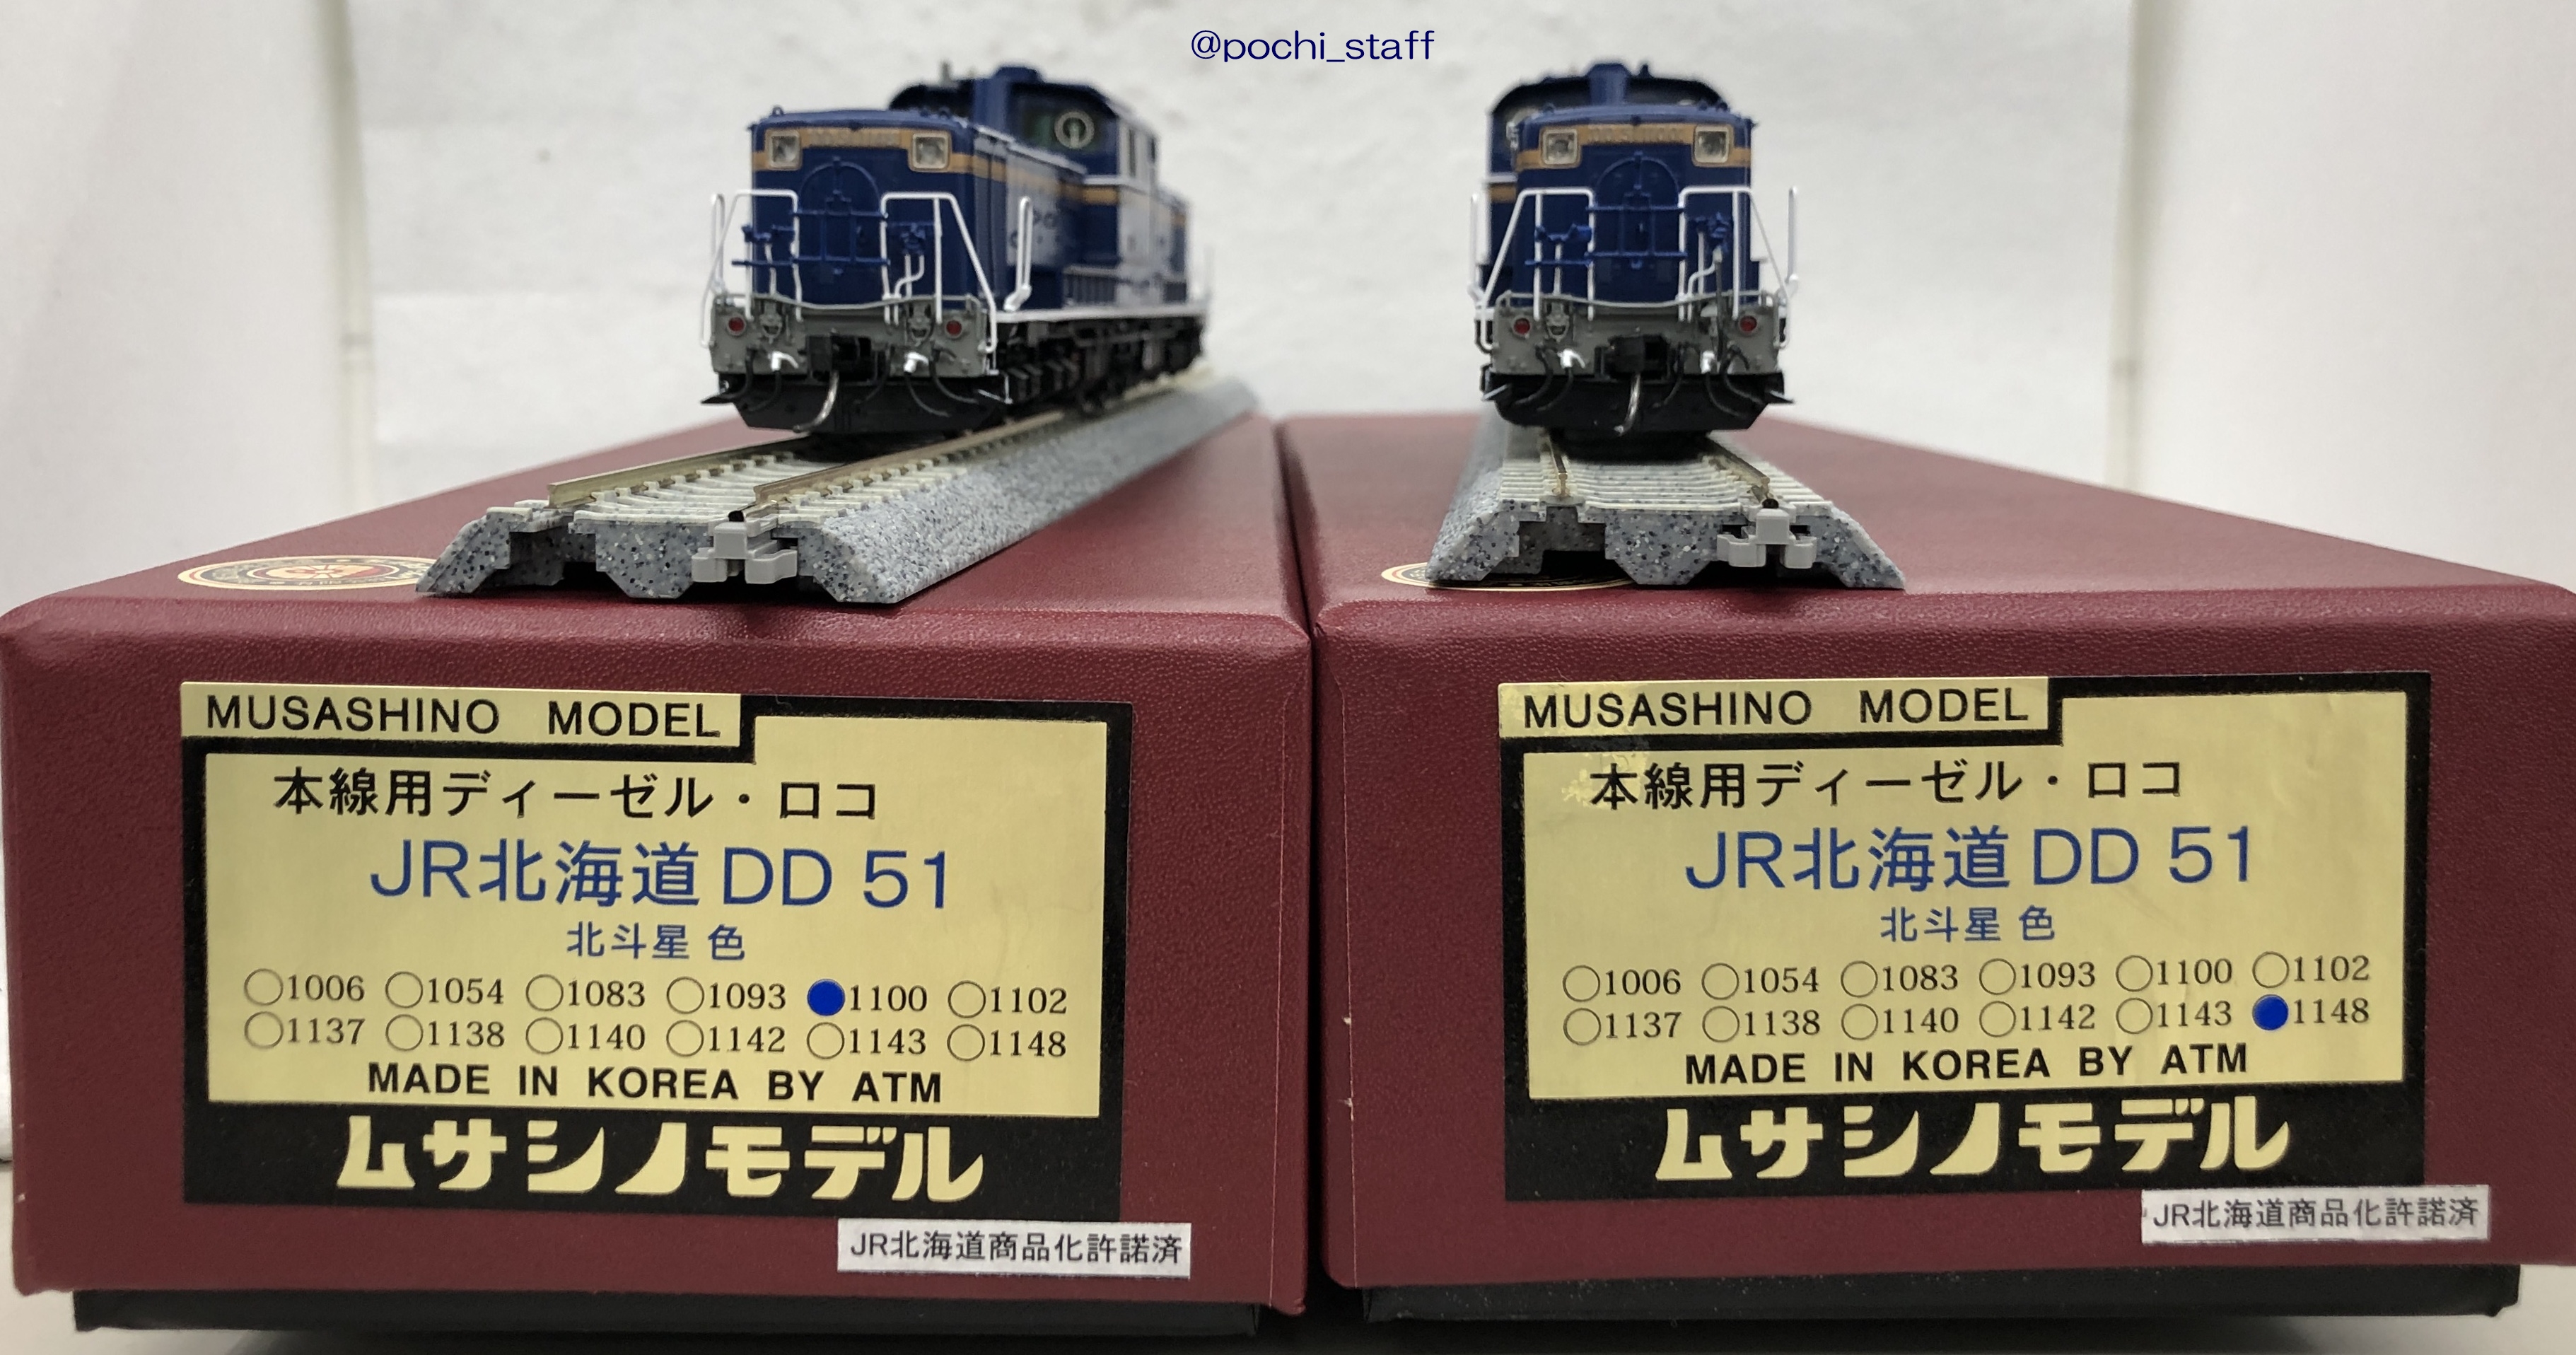 @pochi_staff
MUSASHINO MODEL
本線用ディーゼル・ロコ
JR北海道 DD 51
北斗星 色
○1006 ○1054 ○1083 ○1093 ●1100 ○1102
○1137 ○1138 ○1140 ○1142 ○1143 ○1148
MADE IN KOREA BY ATM
ムサシノモデル
JR北海道商品化許諾済
MUSASHINO MODEL
本線用ディーゼル・ロコ
JR北海道 DD 51
北斗星 色
○1006 ○1054 ○1083 ○1093 ○1100 ○1102
○1137 ○1138 ○1140 ○1142 ○1143 ●1148
MADE IN KOREA BY ATM
ムサシノモデル
JR北海道商品化許諾済